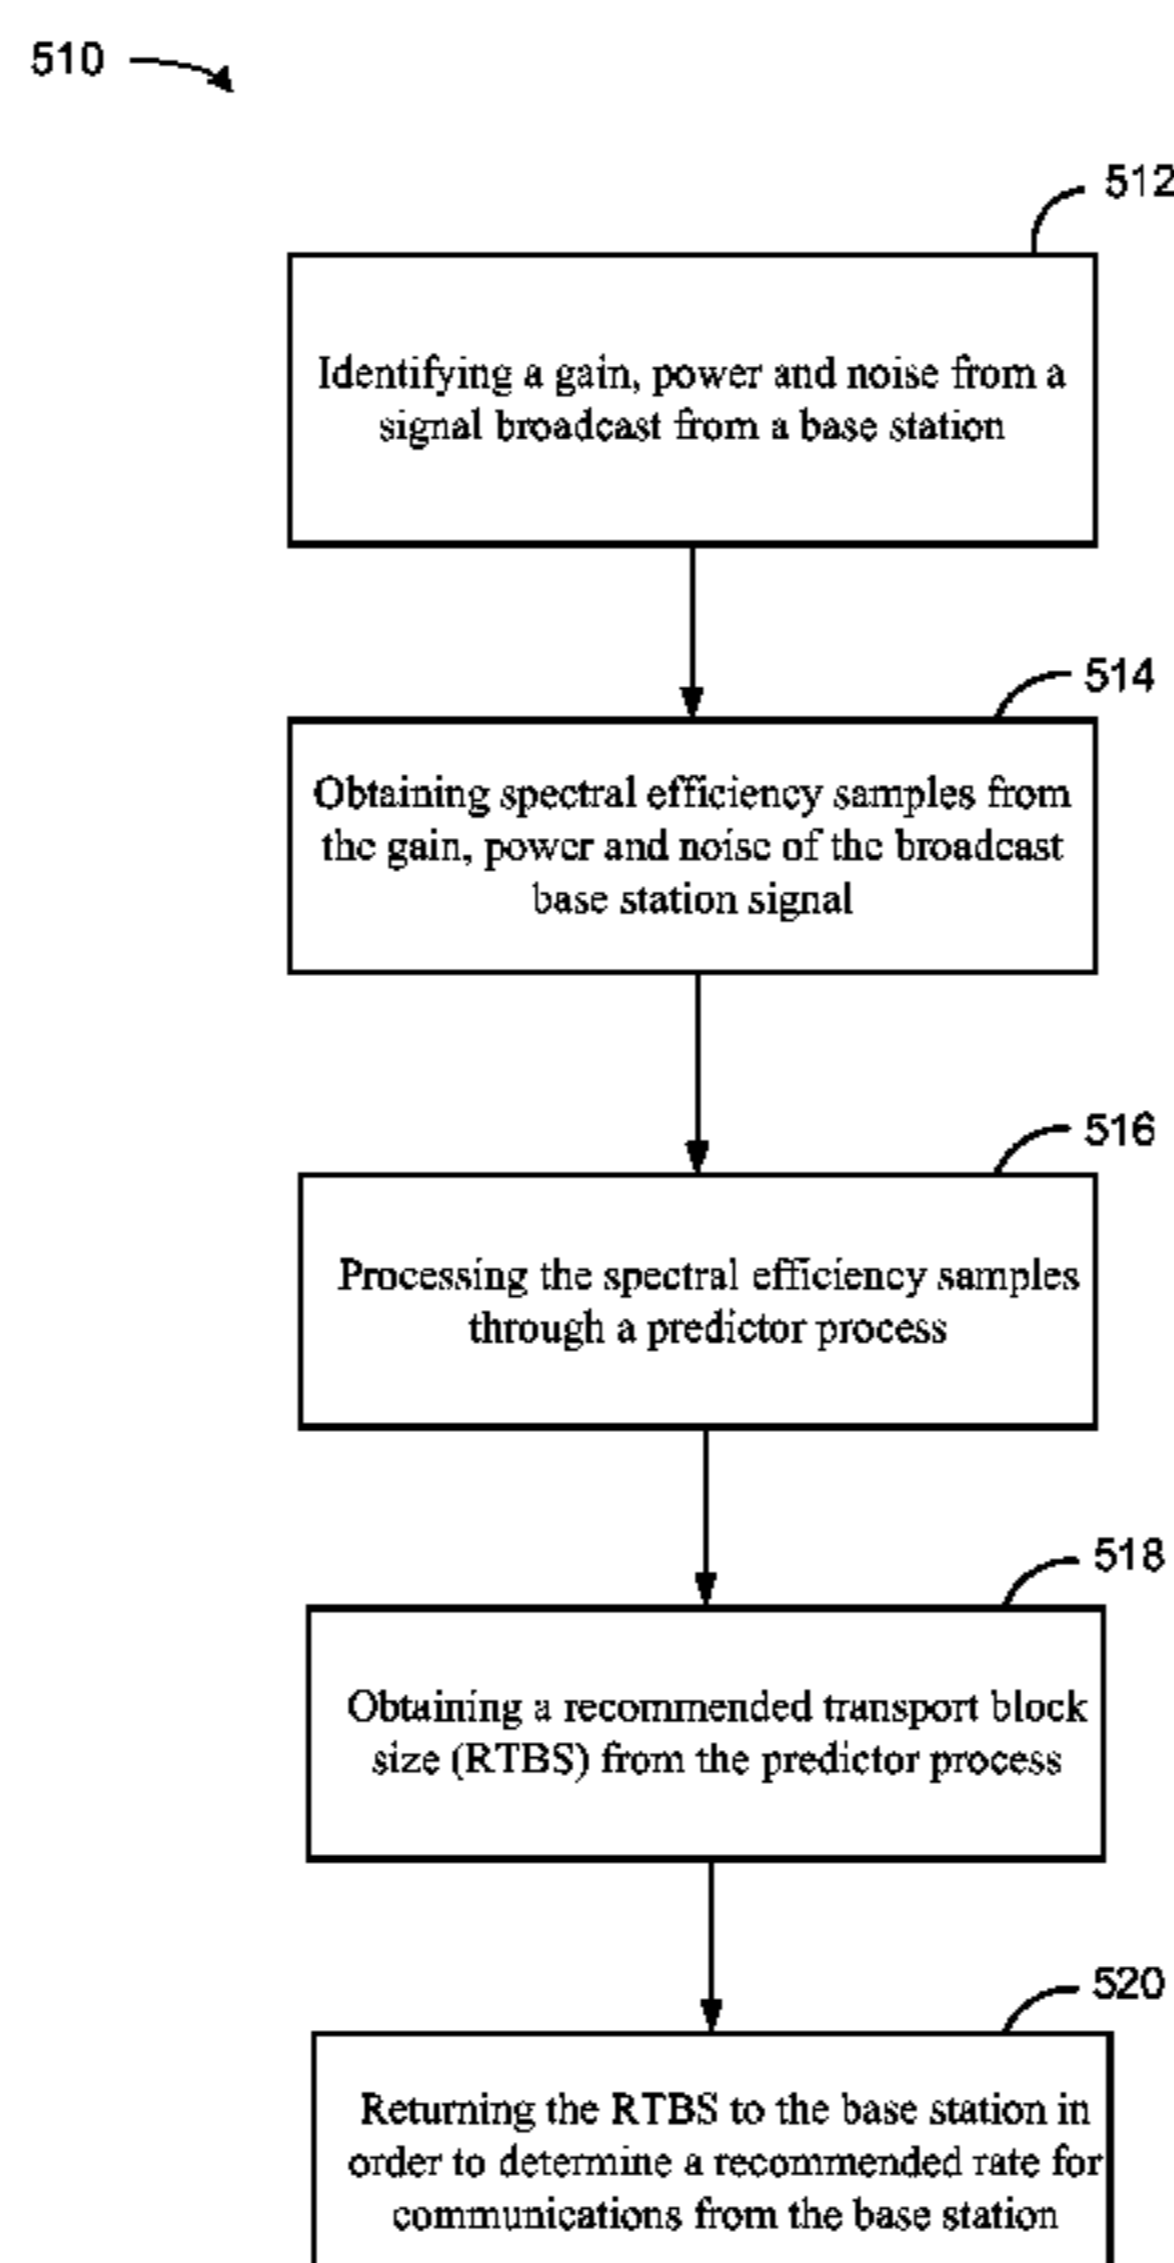 510
512
Identifying a gain, power and noise from a
signal broadcast from a base station
514
Obtaining spectral efficiency samples from
the gain, power and noise of the broadcast
base station signal
516
Processing the spectral efficiency samples
through a predictor process
518
Obtaining a recommended transport block
size (RTBS) from the predictor process
520
Returning the RTBS to the base station in
order to determine a recommended rate for
communications from the base station